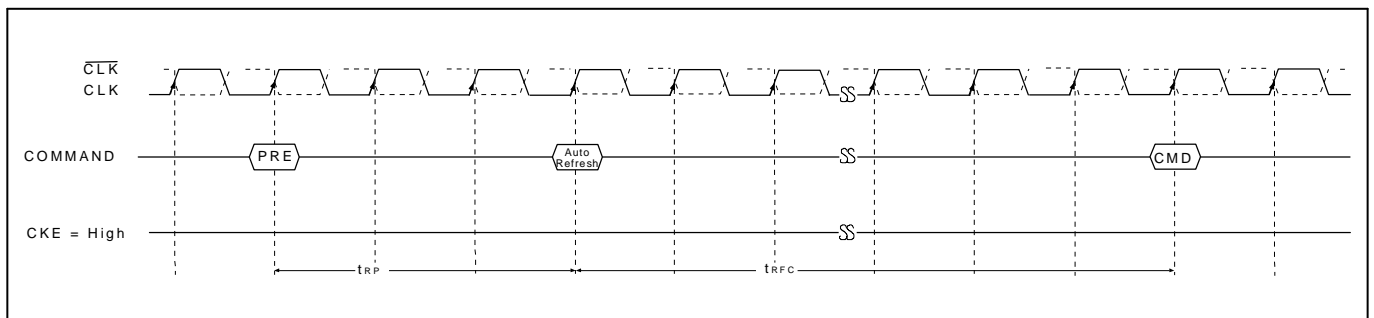 CLK
CLK
COMMAND
PRE
Auto
Refresh
CMD
CKE = High
tRP
tRFC